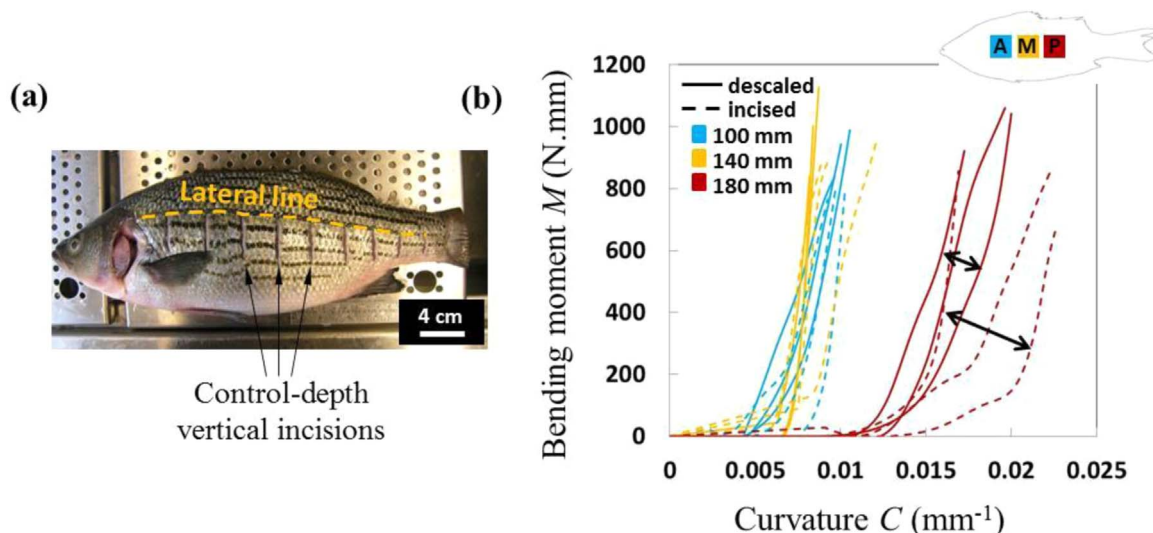 (a)
Lateral line
4 cm
Control-depth
vertical incisions
(b)
A M P
Bending moment M (N.mm)
1200
1000
800
600
400
200
0
descaled
incised
100 mm
140 mm
180 mm
0 0.005 0.01 0.015 0.02 0.025
Curvature C (mm⁻¹)